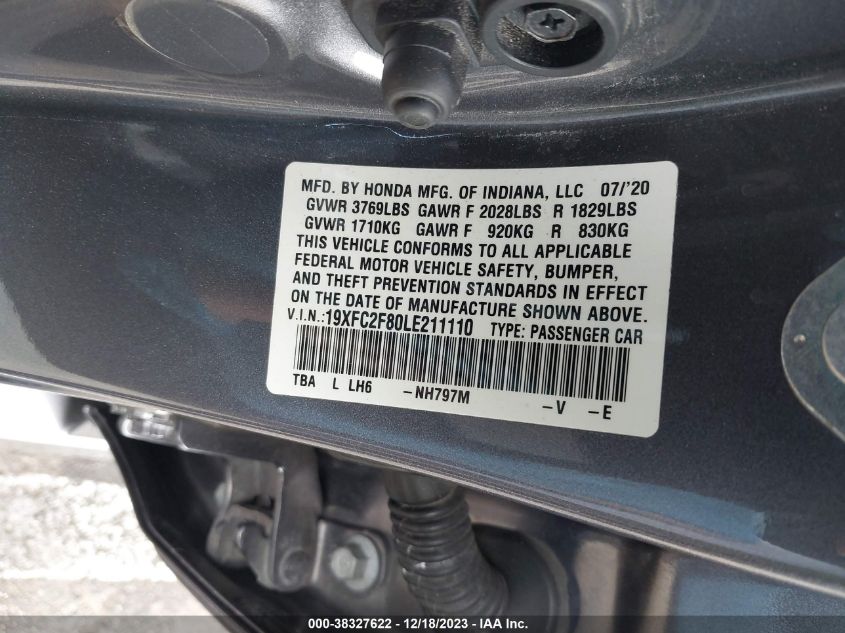 MFD. BY HONDA MFG. OF INDIANA, LLC 07/'20
GVWR 3769LBS GAWR F 2028LBS R 1829LBS
GVWR 1710KG GAWR F 920KG R 830KG
THIS VEHICLE CONFORMS TO ALL APPLICABLE
FEDERAL MOTOR VEHICLE SAFETY, BUMPER,
AND THEFT PREVENTION STANDARDS IN EFFECT
ON THE DATE OF MANUFACTURE SHOWN ABOVE.
V.I.N.:19XFC2F80LE211110 TYPE: PASSENGER CAR
TBA L LH6 -NH797M -V -E
000-38327622 - 12/18/2023 - IAA Inc.